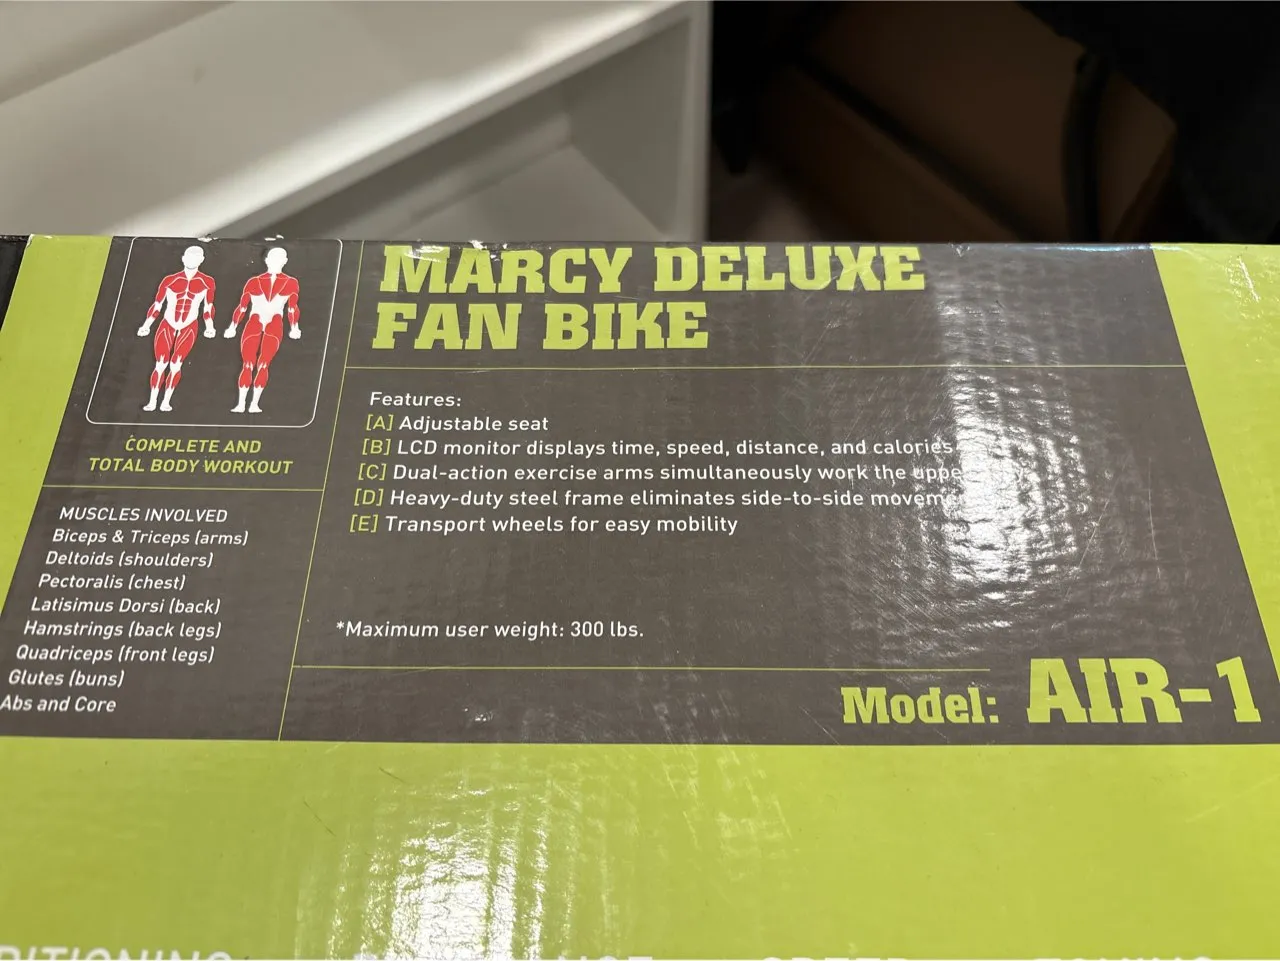 MARCY DELUXE
FAN BIKE
COMPLETE AND
TOTAL BODY WORKOUT
MUSCLES INVOLVED
Biceps & Triceps (arms)
Deltoids (shoulders)
Pectoralis (chest)
Latisimus Dorsi (back)
Hamstrings (back legs)
Quadriceps (front legs)
Glutes (buns)
Abs and Core
Features:
[A] Adjustable seat
[B] LCD monitor displays time, speed, distance, and calories
[C] Dual-action exercise arms simultaneously work the
[D] Heavy-duty steel frame eliminates side-to-side
[E] Transport wheels for easy mobility
*Maximum user weight: 300 lbs.
Model: AIR-1